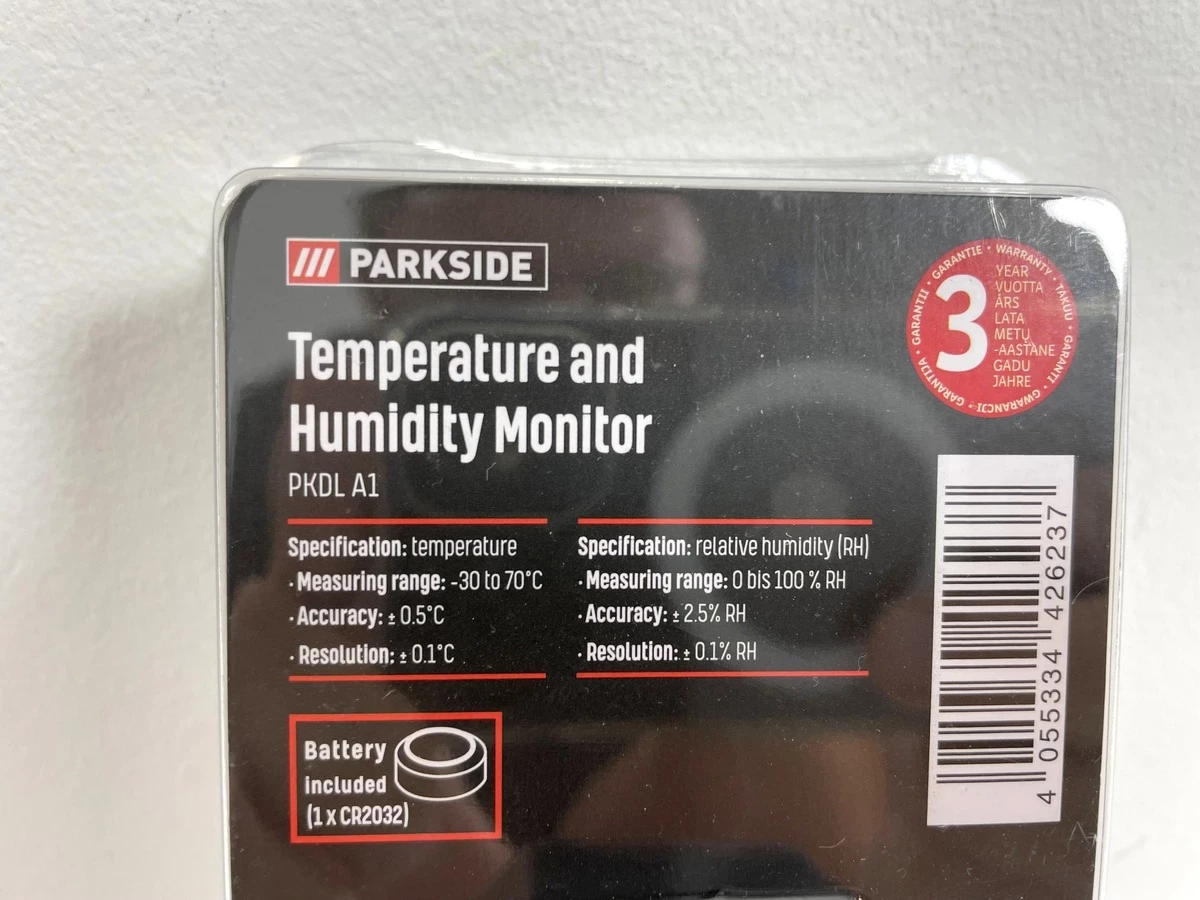 /// PARKSIDE
Temperature and
Humidity Monitor
PKDL A1
Specification: temperature
· Measuring range: -30 to 70°C
· Accuracy: ± 0.5°C
· Resolution: ± 0.1°C
Specification: relative humidity (RH)
· Measuring range: 0 bis 100 % RH
· Accuracy: ± 2.5% RH
· Resolution: ± 0.1% RH
Battery
included
(1 x CR2032)
GARANTIE · WARRANTY · TAKUU · GARANTI · GWARANCJI · GARANTIJA · GARANTII ·
3
YEAR
VUOTTA
ÅRS
LATA
METŲ
-AASTANE
GADU
JAHRE
4 055334 426237